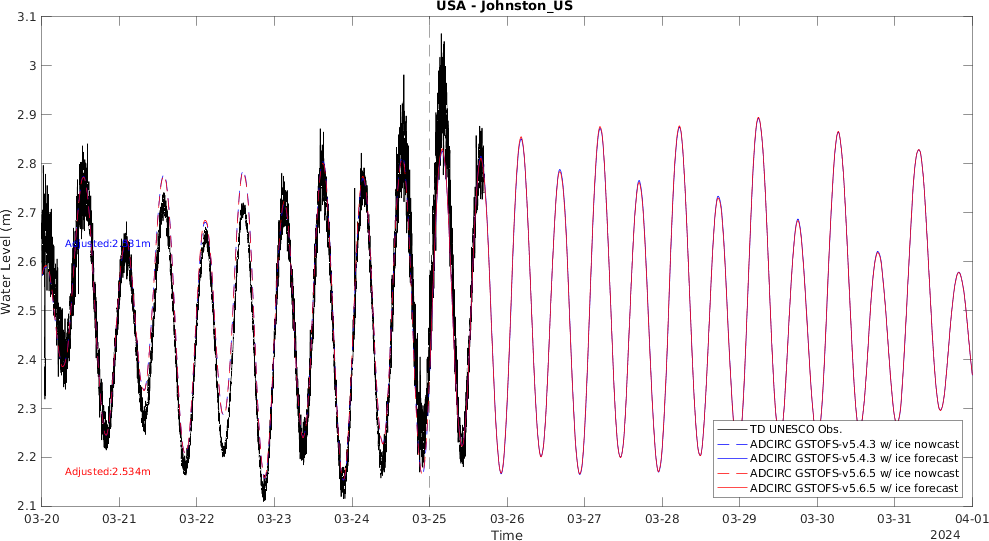 USA - Johnston_US
3.1
3
2.9
2.8
2.7
2.6
2.5
2.4
2.3
2.2
2.1
Water Level (m)
Adjusted:2.531m
Adjusted:2.534m
TD UNESCO Obs.
ADCIRC GSTOFS-v5.4.3 w/ ice nowcast
ADCIRC GSTOFS-v5.4.3 w/ ice forecast
ADCIRC GSTOFS-v5.6.5 w/ ice nowcast
ADCIRC GSTOFS-v5.6.5 w/ ice forecast
03-20 03-21 03-22 03-23 03-24 03-25 03-26 03-27 03-28 03-29 03-30 03-31 04-01
Time
2024